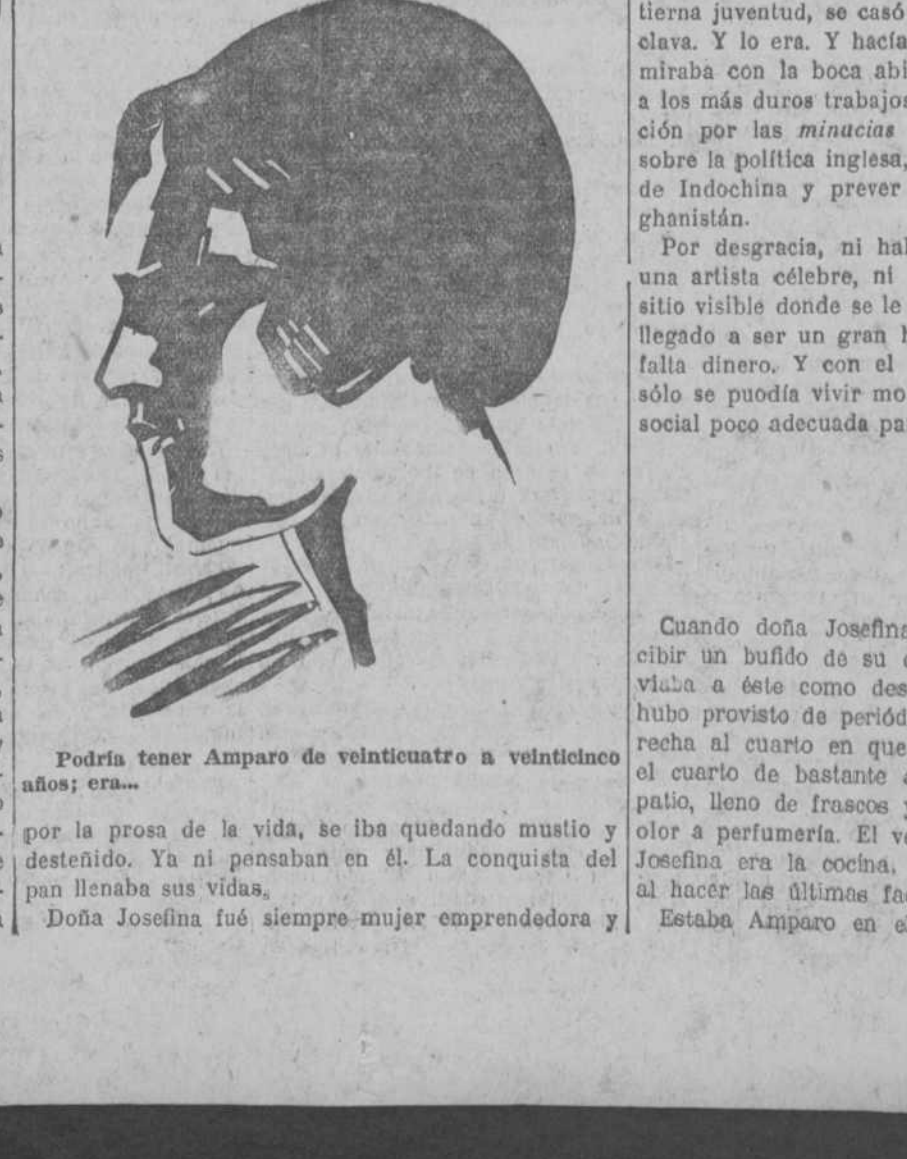 Podría tener Amparo de veinticuatro a veinticinco
años; era...
por la prosa de la vida, se iba quedando mustio y
desteñido. Ya ni pensaban en él. La conquista del
pan llenaba sus vidas.
Doña Josefina fué siempre mujer emprendedora y
tierna juventud, se casó
clava. Y lo era. Y hacía
miraba con la boca abi
a los más duros trabajos
ción por las minucias
sobre la política inglesa,
de Indochina y prever
ghanistán.
Por desgracia, ni hal
una artista célebre, ni
sitio visible donde se le
llegado a ser un gran h
falta dinero. Y con el
sólo se puodía vivir mo
social poco adecuada pa
Cuando doña Josefina
cibir un bufido de su
viaba a éste como des
hubo provisto de periód
recha al cuarto en que
el cuarto de bastante
patio, lleno de frascos y
olor a perfumería. El ve
Josefina era la cocina,
al hacer las últimas fa
Estaba Amparo en e